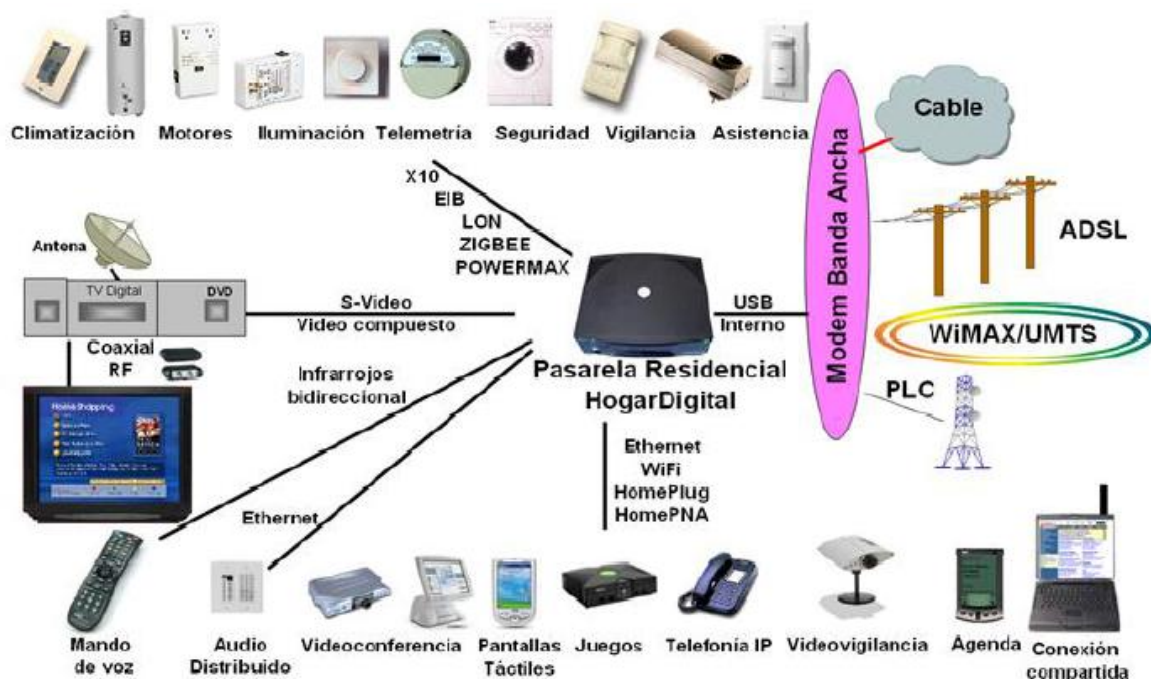 Climatización
Motores
Iluminación
Telemetría
Seguridad
Vigilancia
Asistencia
X10
EIB
LON
ZIGBEE
POWERMAX
Modem Banda Ancha
Cable
ADSL
WiMAX/UMTS
PLC
Antena
TV Digital
DVD
S-Video
Video compuesto
USB
Interno
Coaxial
RF
Pasarela Residencial
HogarDigital
Infrarrojos
bidireccional
Ethernet
Ethernet
WiFi
HomePlug
HomePNA
Home Shopping
Mando
de voz
Audio
Distribuido
Videoconferencia
Pantallas
Táctiles
Juegos
Telefonía IP
Videovigilancia
Agenda
Conexión
compartida